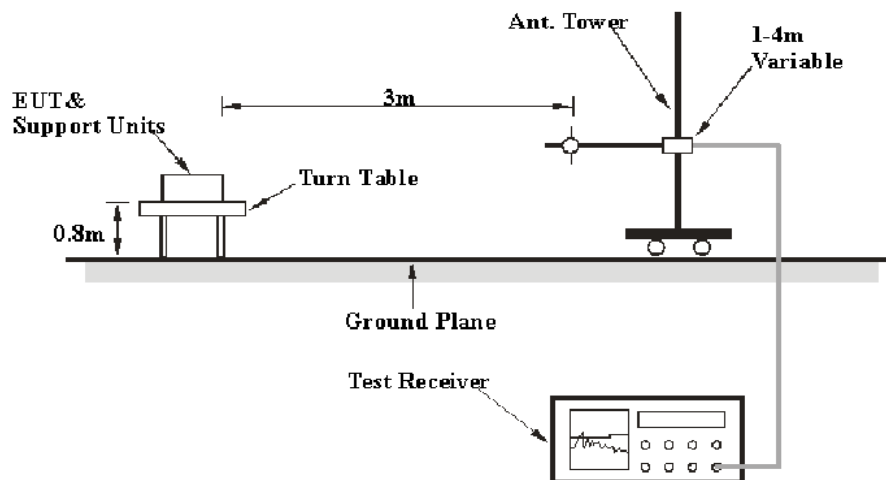 Ant. Tower
1-4m
Variable
3m
EUT&
Support Units
Turn Table
0.8m
Ground Plane
Test Receiver